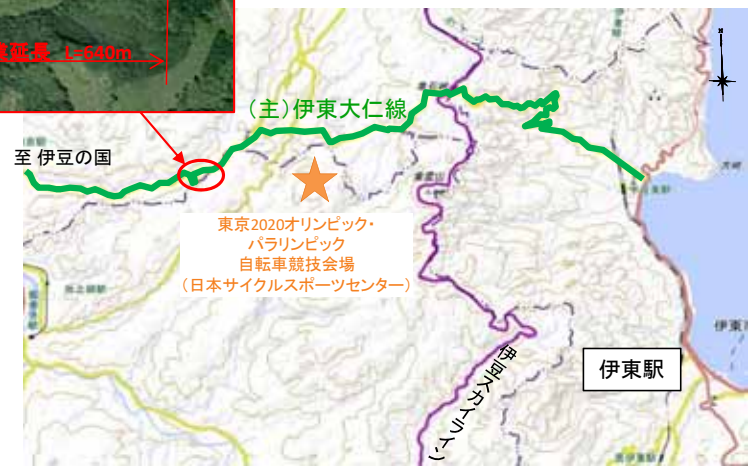 延長 L=640m
(主)伊東大仁線
至 伊豆の国
東京2020オリンピック・
パラリンピック
自転車競技会場
(日本サイクルスポーツセンター)
伊豆スカイライン
伊東駅
伊東市